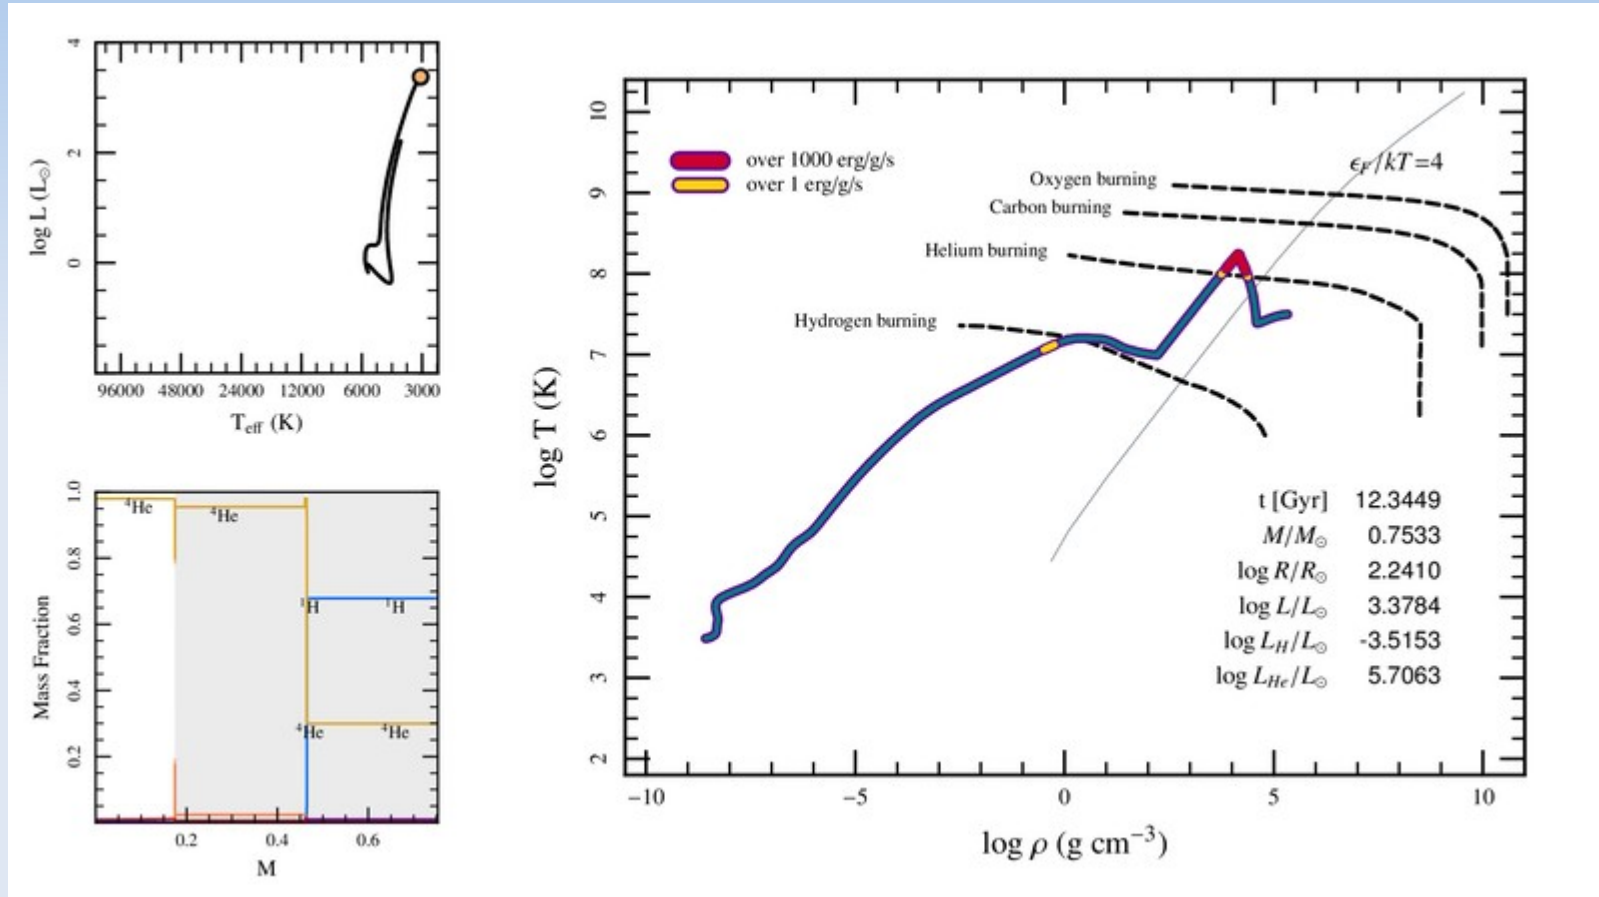 4
2
0
log L (L☉)
96000 48000 24000 12000 6000 3000
Teff (K)
1.0
0.8
0.6
0.4
0.2
Mass Fraction
⁴He
⁴He
¹H ¹H
⁴He ⁴He
0.2 0.4 0.6
M
10
9
8
7
6
5
4
3
2
log T (K)
over 1000 erg/g/s
over 1 erg/g/s
ϵF/kT=4
Oxygen burning
Carbon burning
Helium burning
Hydrogen burning
t [Gyr] 12.3449
M/M☉ 0.7533
log R/R☉ 2.2410
log L/L☉ 3.3784
log LH/L☉ -3.5153
log LHe/L☉ 5.7063
−10 −5 0 5 10
log ρ (g cm⁻³)